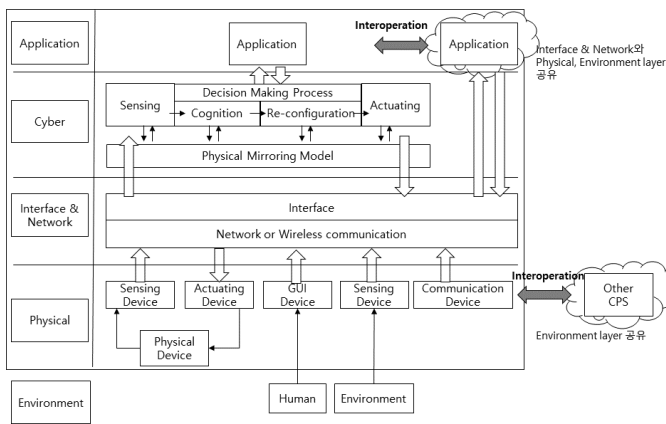 Interoperation
Application
Application
Application
Interface & Network와
Physical, Environment layer
공유
Decision Making Process
Sensing
Actuating
Cognition
Re-configuration
Cyber
Physical Mirroring Model
Interface &
Network
Interface
Network or Wireless communication
Interoperation
Sensing
Device
Actuating
Device
GUI
Device
Sensing
Device
Communication
Device
Other
CPS
Physical
Physical
Device
Environment layer 공유
Environment
Human
Environment